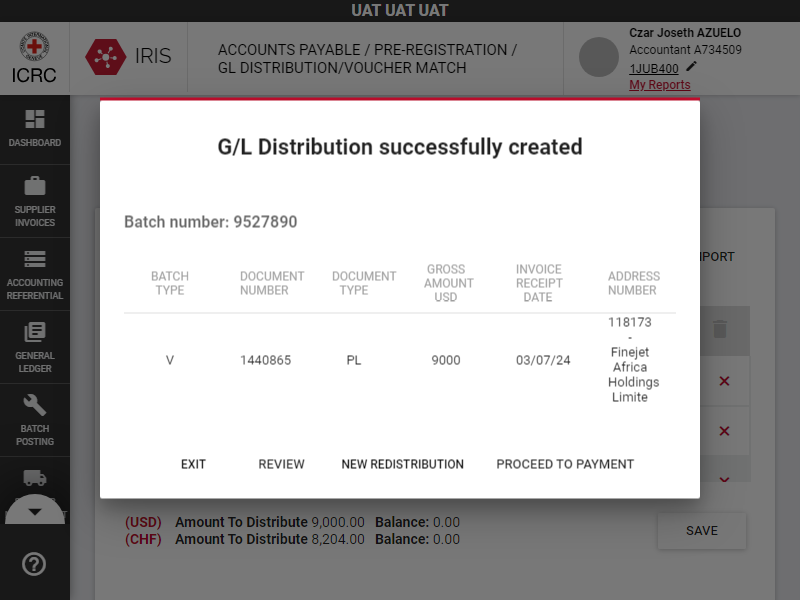 UAT UAT UAT
ICRC
IRIS
ACCOUNTS PAYABLE / PRE-REGISTRATION /
GL DISTRIBUTION/VOUCHER MATCH
Czar Joseth AZUELO
Accountant A734509
1JUB400
My Reports
DASHBOARD
SUPPLIER
INVOICES
ACCOUNTING
REFERENTIAL
GENERAL
LEDGER
BATCH
POSTING
G/L Distribution successfully created
Batch number: 9527890
BATCH
TYPE
DOCUMENT
NUMBER
DOCUMENT
TYPE
GROSS
AMOUNT
USD
INVOICE
RECEIPT
DATE
ADDRESS
NUMBER
V
1440865
PL
9000
03/07/24
118173
-
Finejet
Africa
Holdings
Limite
EXIT REVIEW NEW REDISTRIBUTION PROCEED TO PAYMENT
(USD) Amount To Distribute 9,000.00 Balance: 0.00
(CHF) Amount To Distribute 8,204.00 Balance: 0.00
SAVE